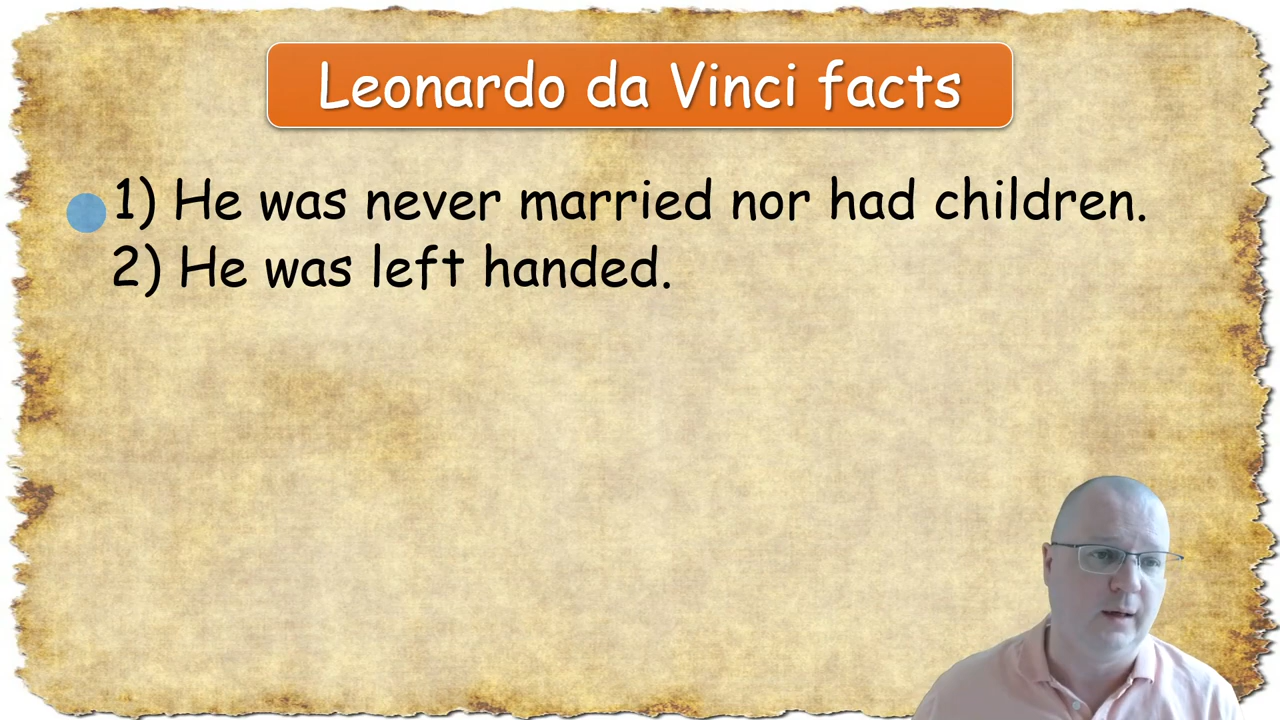 Leonardo da Vinci facts
1) He was never married nor had children.
2) He was left handed.